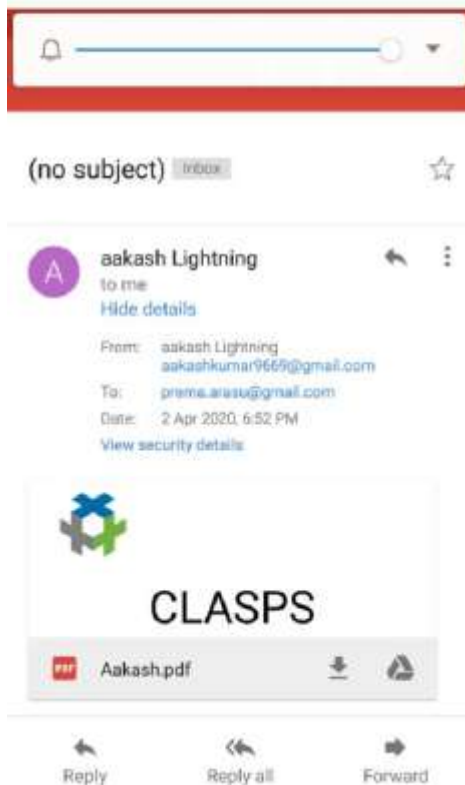 (no subject) Inbox
A
aakash Lightning
to me
Hide details
From: aakash Lightning
aakashkumar9669@gmail.com
To: prema.arasu@gmail.com
Date: 2 Apr 2020, 6:52 PM
View security details
CLASPS
PDF Aakash.pdf
Reply Reply all Forward